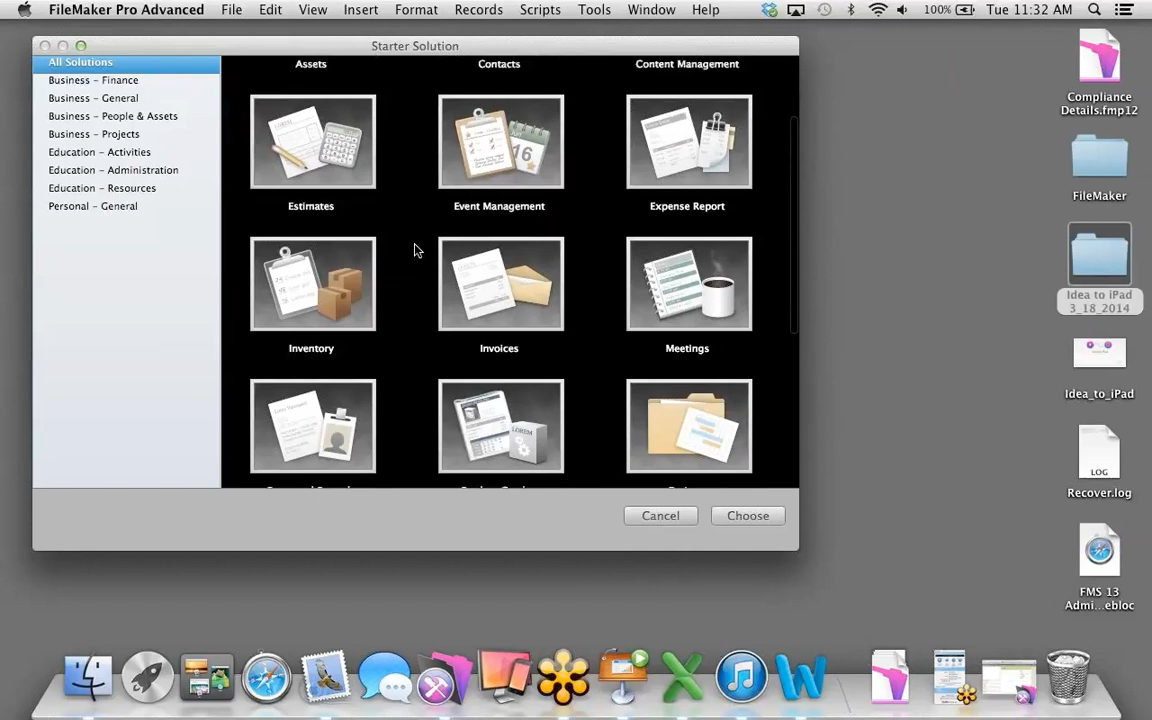 FileMaker Pro Advanced File Edit View Insert Format Records Scripts Tools Window Help 100% Tue 11:32 AM
Starter Solution
All Solutions
Business – Finance
Business – General
Business – People & Assets
Business – Projects
Education – Activities
Education – Administration
Education – Resources
Personal – General
Assets Contacts Content Management
Estimates Event Management Expense Report
Inventory Invoices Meetings
Cancel Choose
Compliance
Details.fmp12
FileMaker
Idea to iPad
3_18_2014
Idea_to_iPad
LOG
Recover.log
FMS 13
Admi...ebloc
16